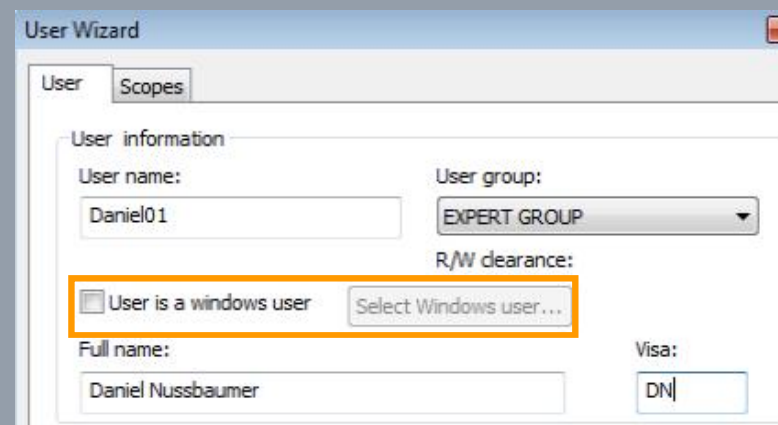 User Wizard
User Scopes
User information
User name: User group:
Daniel01 EXPERT GROUP
R/W clearance:
User is a windows user Select Windows user...
Full name: Visa:
Daniel Nussbaumer DN